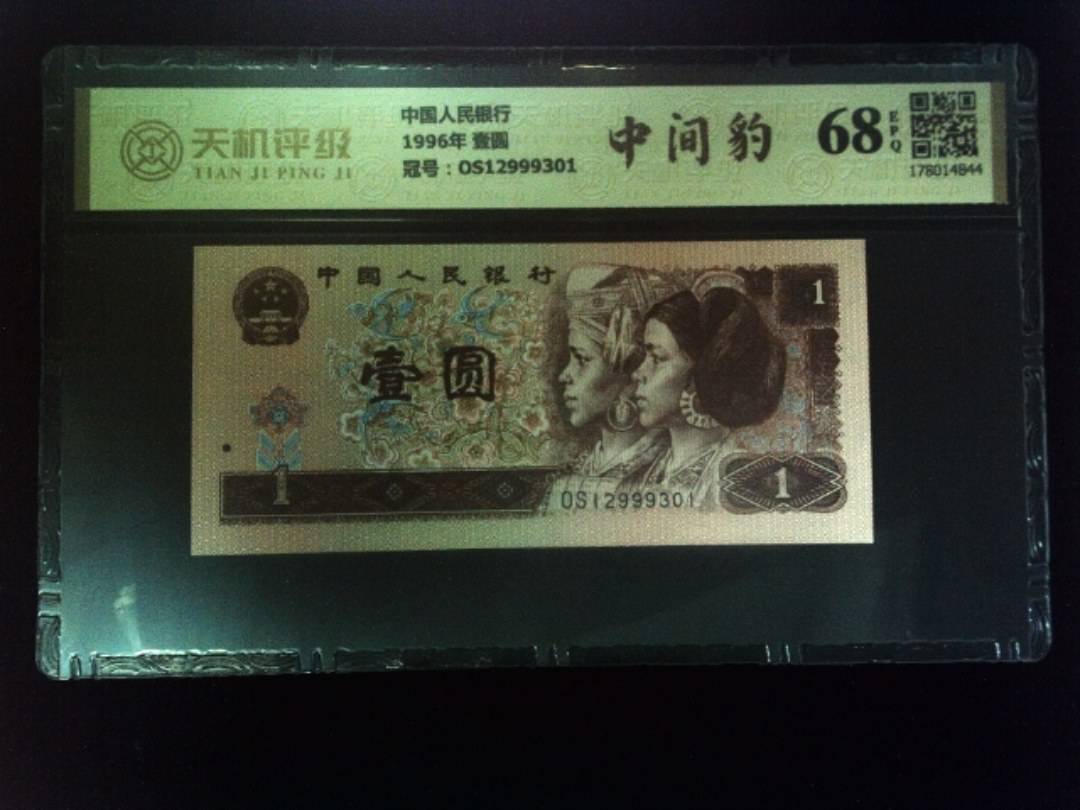 天机评级
TIAN JI PING JI
中国人民银行
1996年 壹圆
冠号：OS12999301
中间豹
68
EPQ
178014844
中国人民银行
1
壹圆
1
OS12999301
1